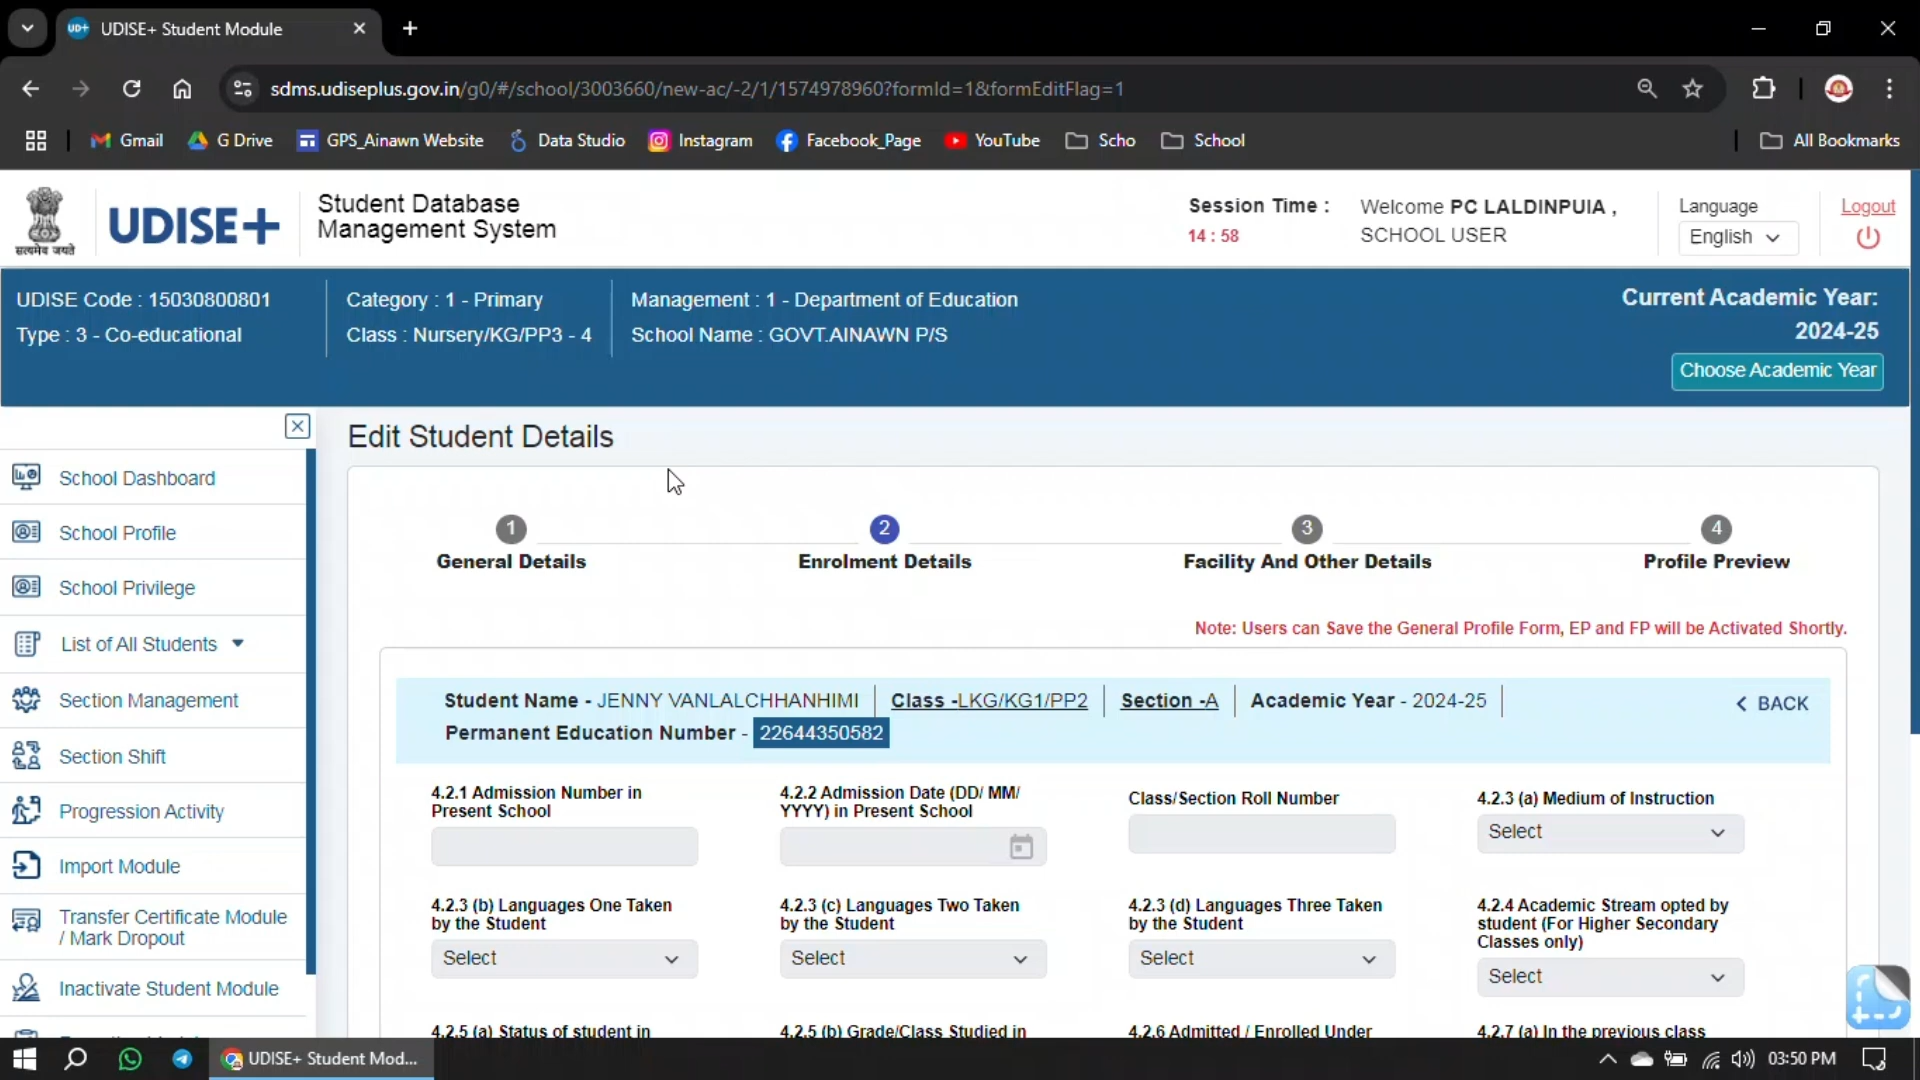 UD+ UDISE+ Student Module
sdms.udiseplus.gov.in/g0/#/school/3003660/new-ac/-2/1/1574978960?formId=1&formEditFlag=1
Gmail G Drive GPS_Ainawn Website Data Studio Instagram Facebook_Page YouTube Scho School All Bookmarks
सत्यमेव जयते
UDISE+
Student Database
Management System
Session Time :
14 : 58
Welcome PC LALDINPUIA ,
SCHOOL USER
Language
English
Logout
UDISE Code : 15030800801
Type : 3 - Co-educational
Category : 1 - Primary
Class : Nursery/KG/PP3 - 4
Management : 1 - Department of Education
School Name : GOVT.AINAWN P/S
Current Academic Year:
2024-25
Choose Academic Year
School Dashboard
School Profile
School Privilege
List of All Students
Section Management
Section Shift
Progression Activity
Import Module
Transfer Certificate Module
/ Mark Dropout
Inactivate Student Module
Edit Student Details
1 2 3 4
General Details Enrolment Details Facility And Other Details Profile Preview
Note: Users can Save the General Profile Form, EP and FP will be Activated Shortly.
Student Name - JENNY VANLALCHHANHIMI Class -LKG/KG1/PP2 Section -A Academic Year - 2024-25
BACK
Permanent Education Number - 22644350582
4.2.1 Admission Number in
Present School
4.2.2 Admission Date (DD/ MM/
YYYY) in Present School
Class/Section Roll Number
4.2.3 (a) Medium of Instruction
Select
4.2.3 (b) Languages One Taken
by the Student
Select
4.2.3 (c) Languages Two Taken
by the Student
Select
4.2.3 (d) Languages Three Taken
by the Student
Select
4.2.4 Academic Stream opted by
student (For Higher Secondary
Classes only)
Select
4.2.5 (a) Status of student in
4.2.5 (b) Grade/Class Studied in
4.2.6 Admitted / Enrolled Under
4.2.7 (a) In the previous class
UDISE+ Student Mod...
03:50 PM